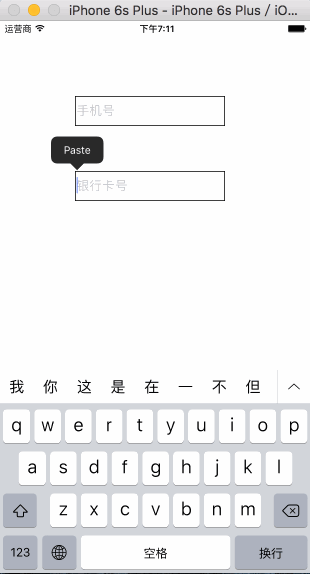 iPhone 6s Plus - iPhone 6s Plus / iO...
运营商 下午7:11
手机号
Paste
银行卡号
我 你 这 是 在 一 不 但
q w e r t y u i o p
a s d f g h j k l
z x c v b n m
123 空格 换行